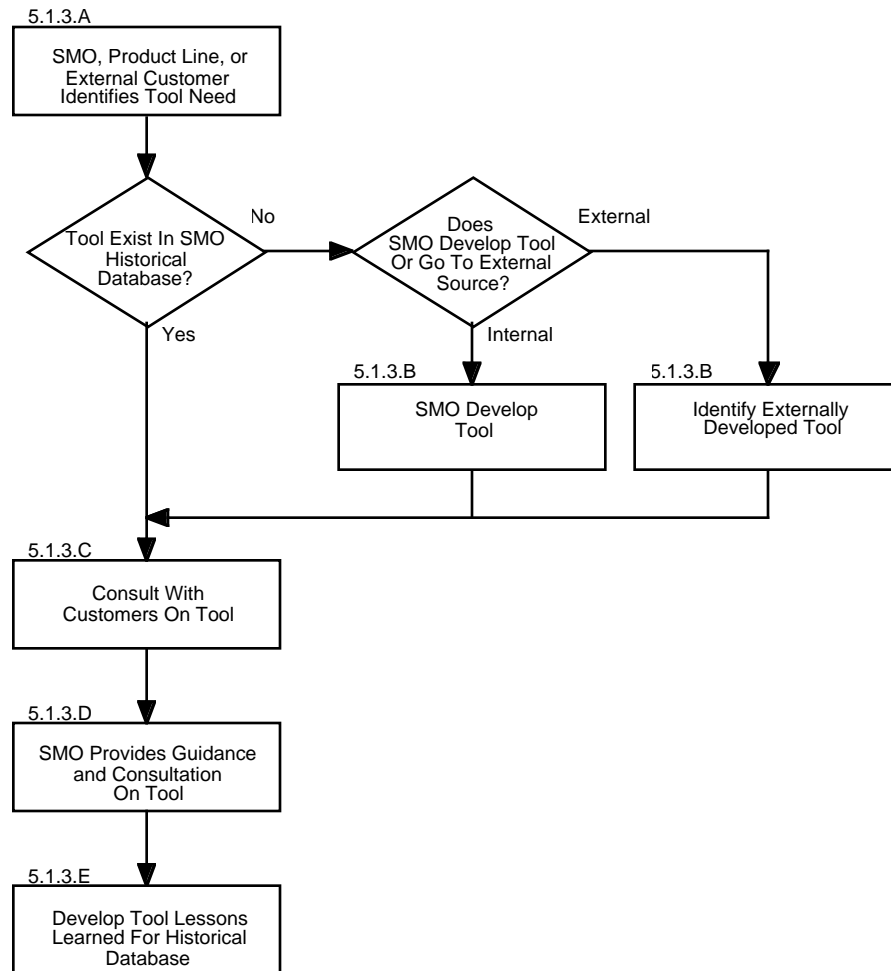 5.1.3.A
SMO, Product Line, or
External Customer
Identifies Tool Need
Tool Exist In SMO
Historical
Database?
No
Yes
Does
SMO Develop Tool
Or Go To External
Source?
External
Internal
5.1.3.B
SMO Develop
Tool
5.1.3.B
Identify Externally
Developed Tool
5.1.3.C
Consult With
Customers On Tool
5.1.3.D
SMO Provides Guidance
and Consultation
On Tool
5.1.3.E
Develop Tool Lessons
Learned For Historical
Database